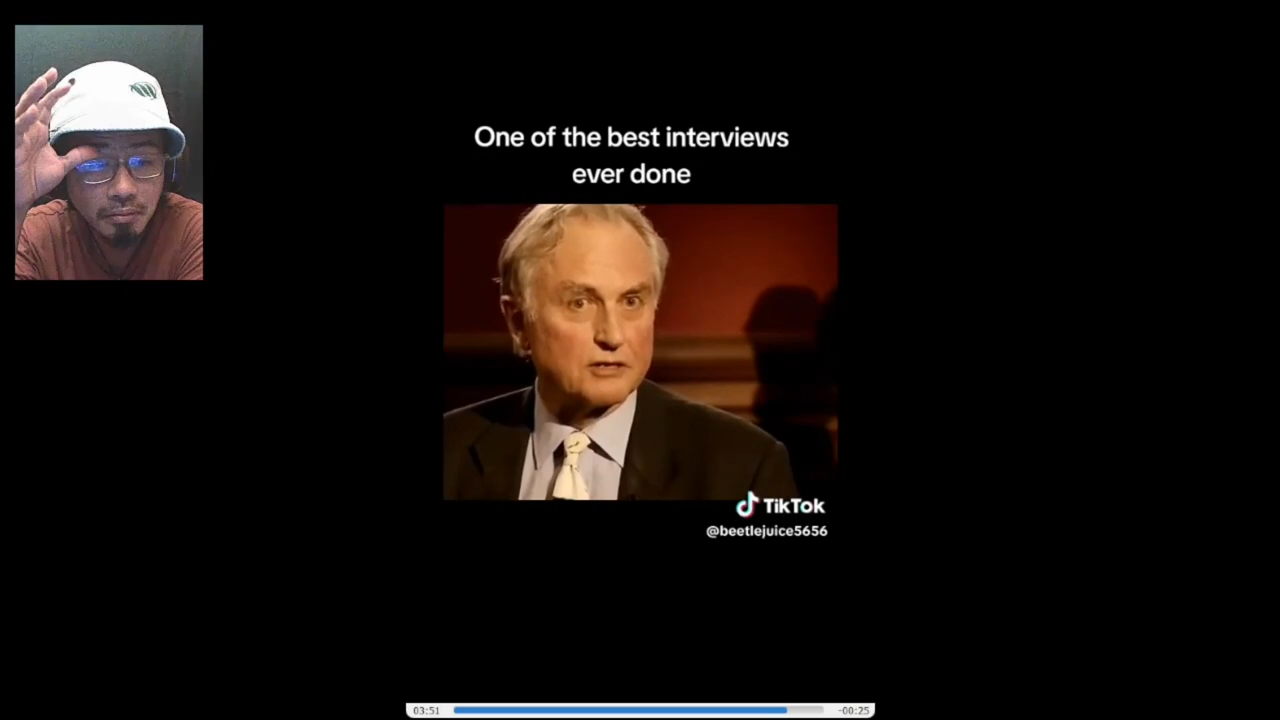 One of the best interviews
ever done
TikTok
@beetlejuice5656
03:51
-00:25